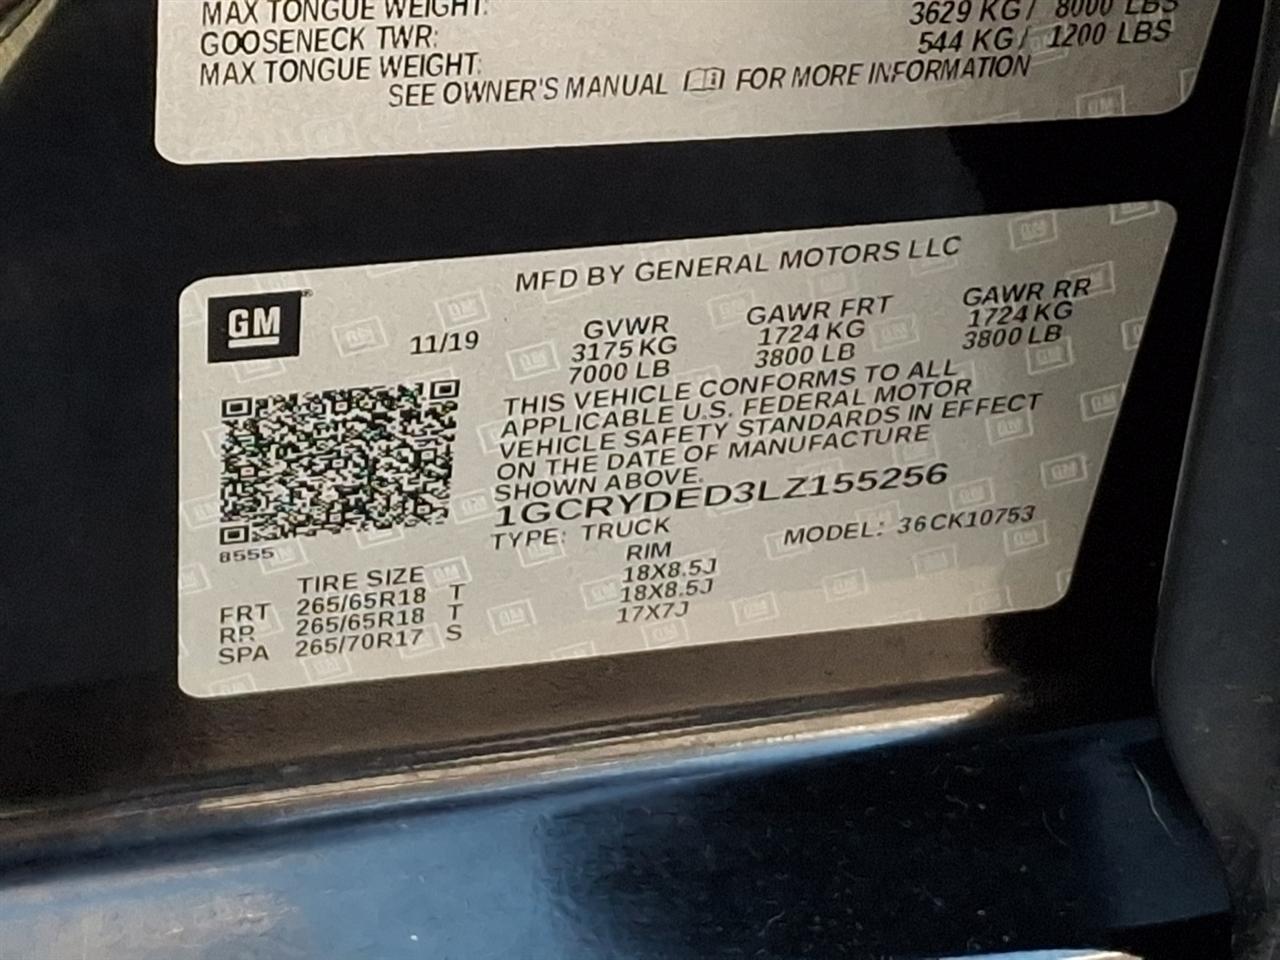 MAX TONGUE WEIGHT: 3629 KG / 8000 LBS
GOOSENECK TWR: 544 KG / 1200 LBS
MAX TONGUE WEIGHT:
SEE OWNER'S MANUAL FOR MORE INFORMATION
MFD BY GENERAL MOTORS LLC
GM
11/19
GVWR GAWR FRT GAWR RR
3175 KG 1724 KG 1724 KG
7000 LB 3800 LB 3800 LB
THIS VEHICLE CONFORMS TO ALL
APPLICABLE U.S. FEDERAL MOTOR
VEHICLE SAFETY STANDARDS IN EFFECT
ON THE DATE OF MANUFACTURE
SHOWN ABOVE.
1GCRYDED3LZ155256
TYPE: TRUCK MODEL: 36CK10753
8555
TIRE SIZE RIM
FRT 265/65R18 T 18X8.5J
RR 265/65R18 T 18X8.5J
SPA 265/70R17 S 17X7J